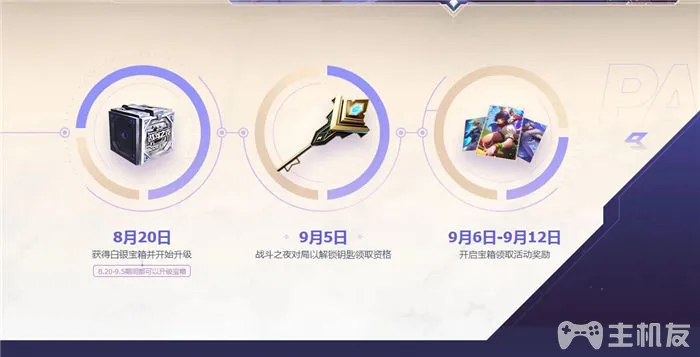 8月20日
获得白银宝箱并开始升级
8.20-9.5期间都可以升级宝箱
9月5日
战斗之夜对局以解锁钥匙领取资格
9月6日-9月12日
开启宝箱领取活动奖励
PA
主机友